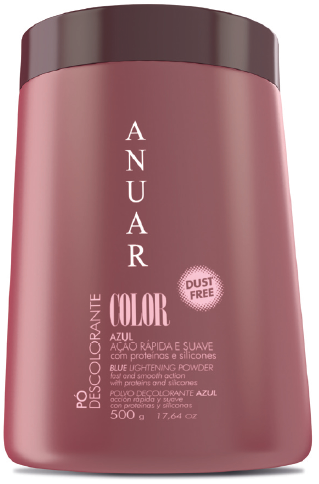 ANUAR
PÓ
DESCOLORANTE
COLOR
DUST
FREE
AZUL
AÇÃO RÁPIDA E SUAVE
com proteínas e silicones
BLUE LIGHTENING POWDER
fast and smooth action
with proteins and silicones
POLVO DECOLORANTE AZUL
acción rápida y suave
con proteínas y siliconas
500 g 17,64 OZ